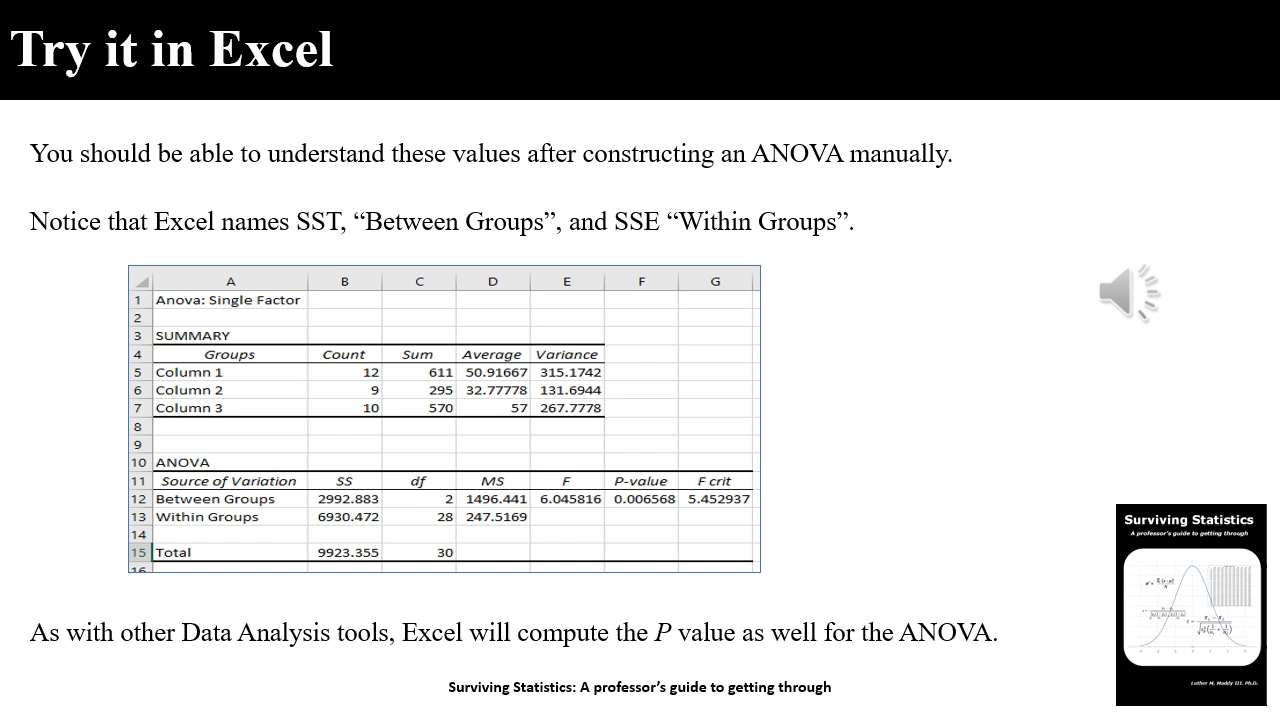 Try it in Excel
You should be able to understand these values after constructing an ANOVA manually.
Notice that Excel names SST, “Between Groups”, and SSE “Within Groups”.
A B C D E F G
1 Anova: Single Factor
2
3 SUMMARY
4 Groups Count Sum Average Variance
5 Column 1 12 611 50.91667 315.1742
6 Column 2 9 295 32.77778 131.6944
7 Column 3 10 570 57 267.7778
8
9
10 ANOVA
11 Source of Variation SS df MS F P-value F crit
12 Between Groups 2992.883 2 1496.441 6.045816 0.006568 5.452937
13 Within Groups 6930.472 28 247.5169
14
15 Total 9923.355 30
16
As with other Data Analysis tools, Excel will compute the P value as well for the ANOVA.
Surviving Statistics: A professor’s guide to getting through
Surviving Statistics
A professor's guide to getting through
Luther M. Maddy III. Ph.D.